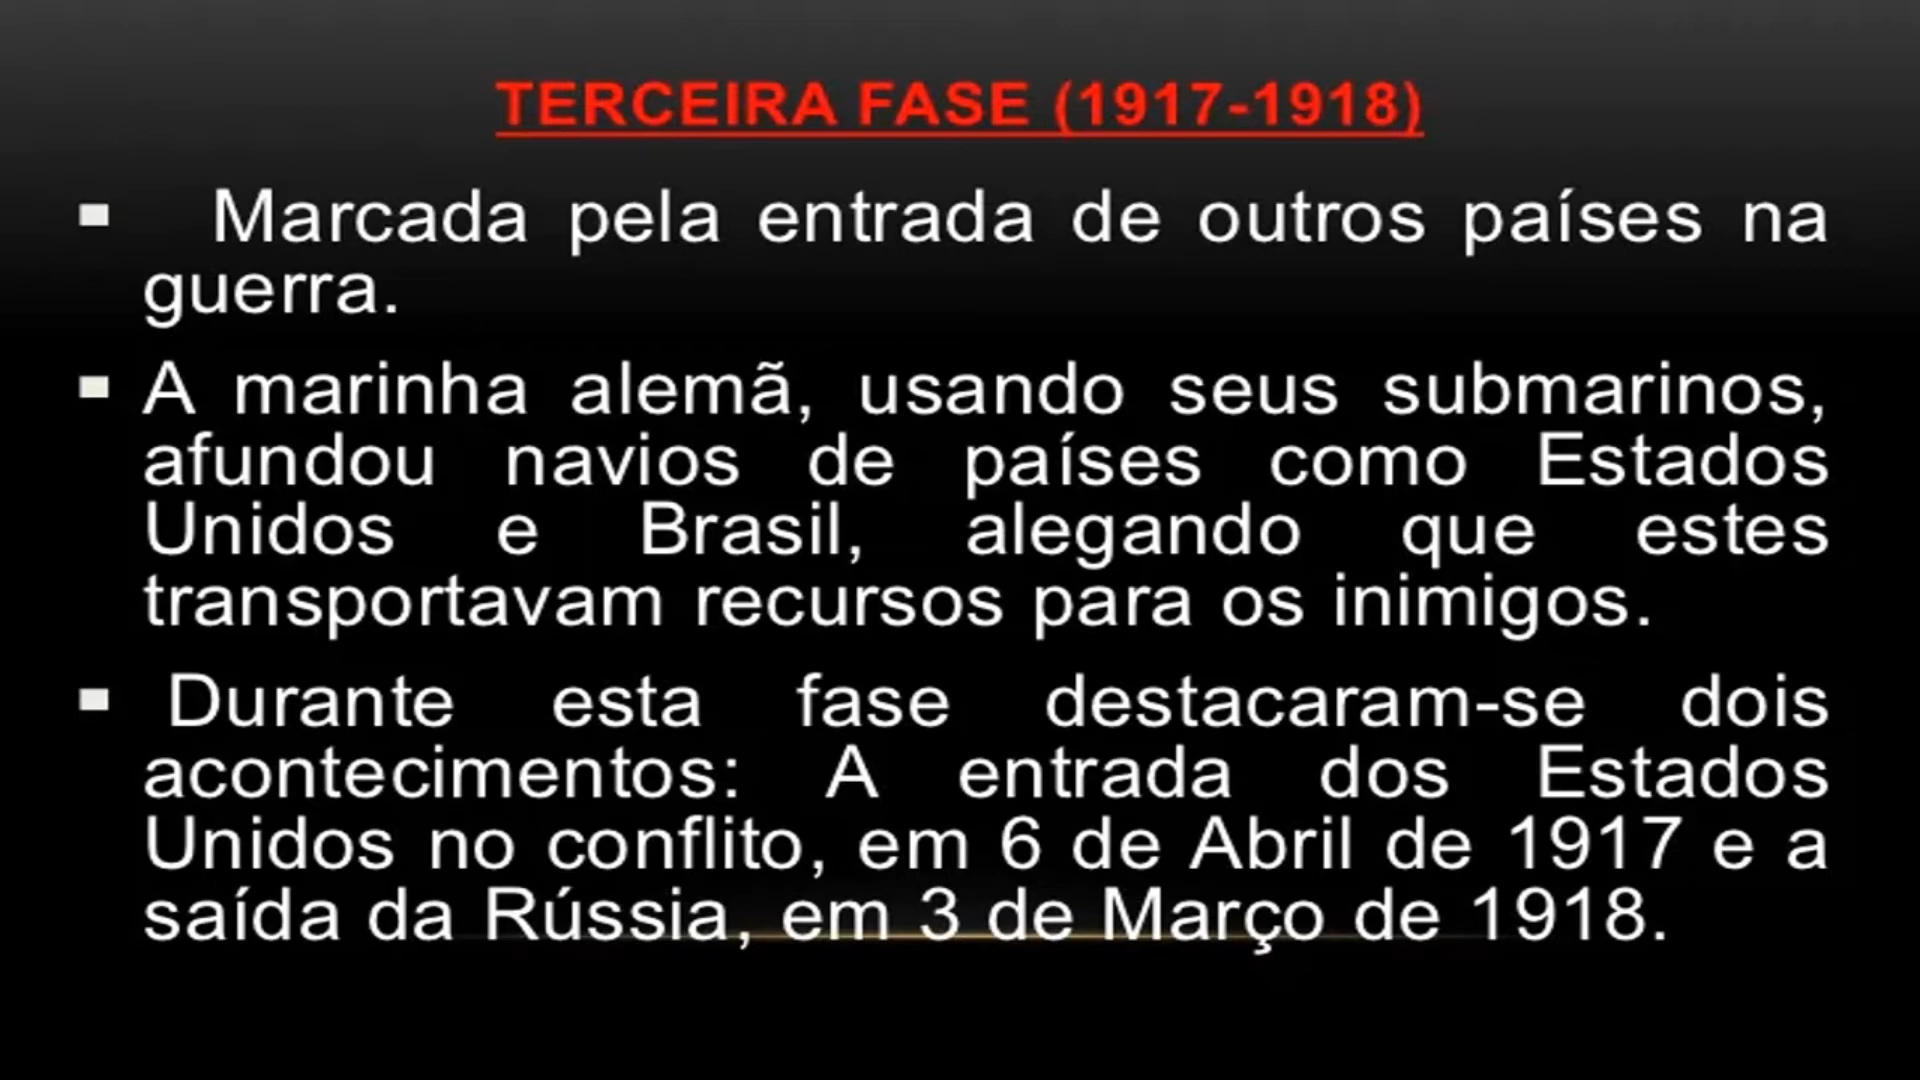 TERCEIRA FASE (1917-1918)
▪ Marcada pela entrada de outros países na
guerra.
▪ A marinha alemã, usando seus submarinos,
afundou navios de países como Estados
Unidos e Brasil, alegando que estes
transportavam recursos para os inimigos.
▪ Durante esta fase destacaram-se dois
acontecimentos: A entrada dos Estados
Unidos no conflito, em 6 de Abril de 1917 e a
saída da Rússia, em 3 de Março de 1918.